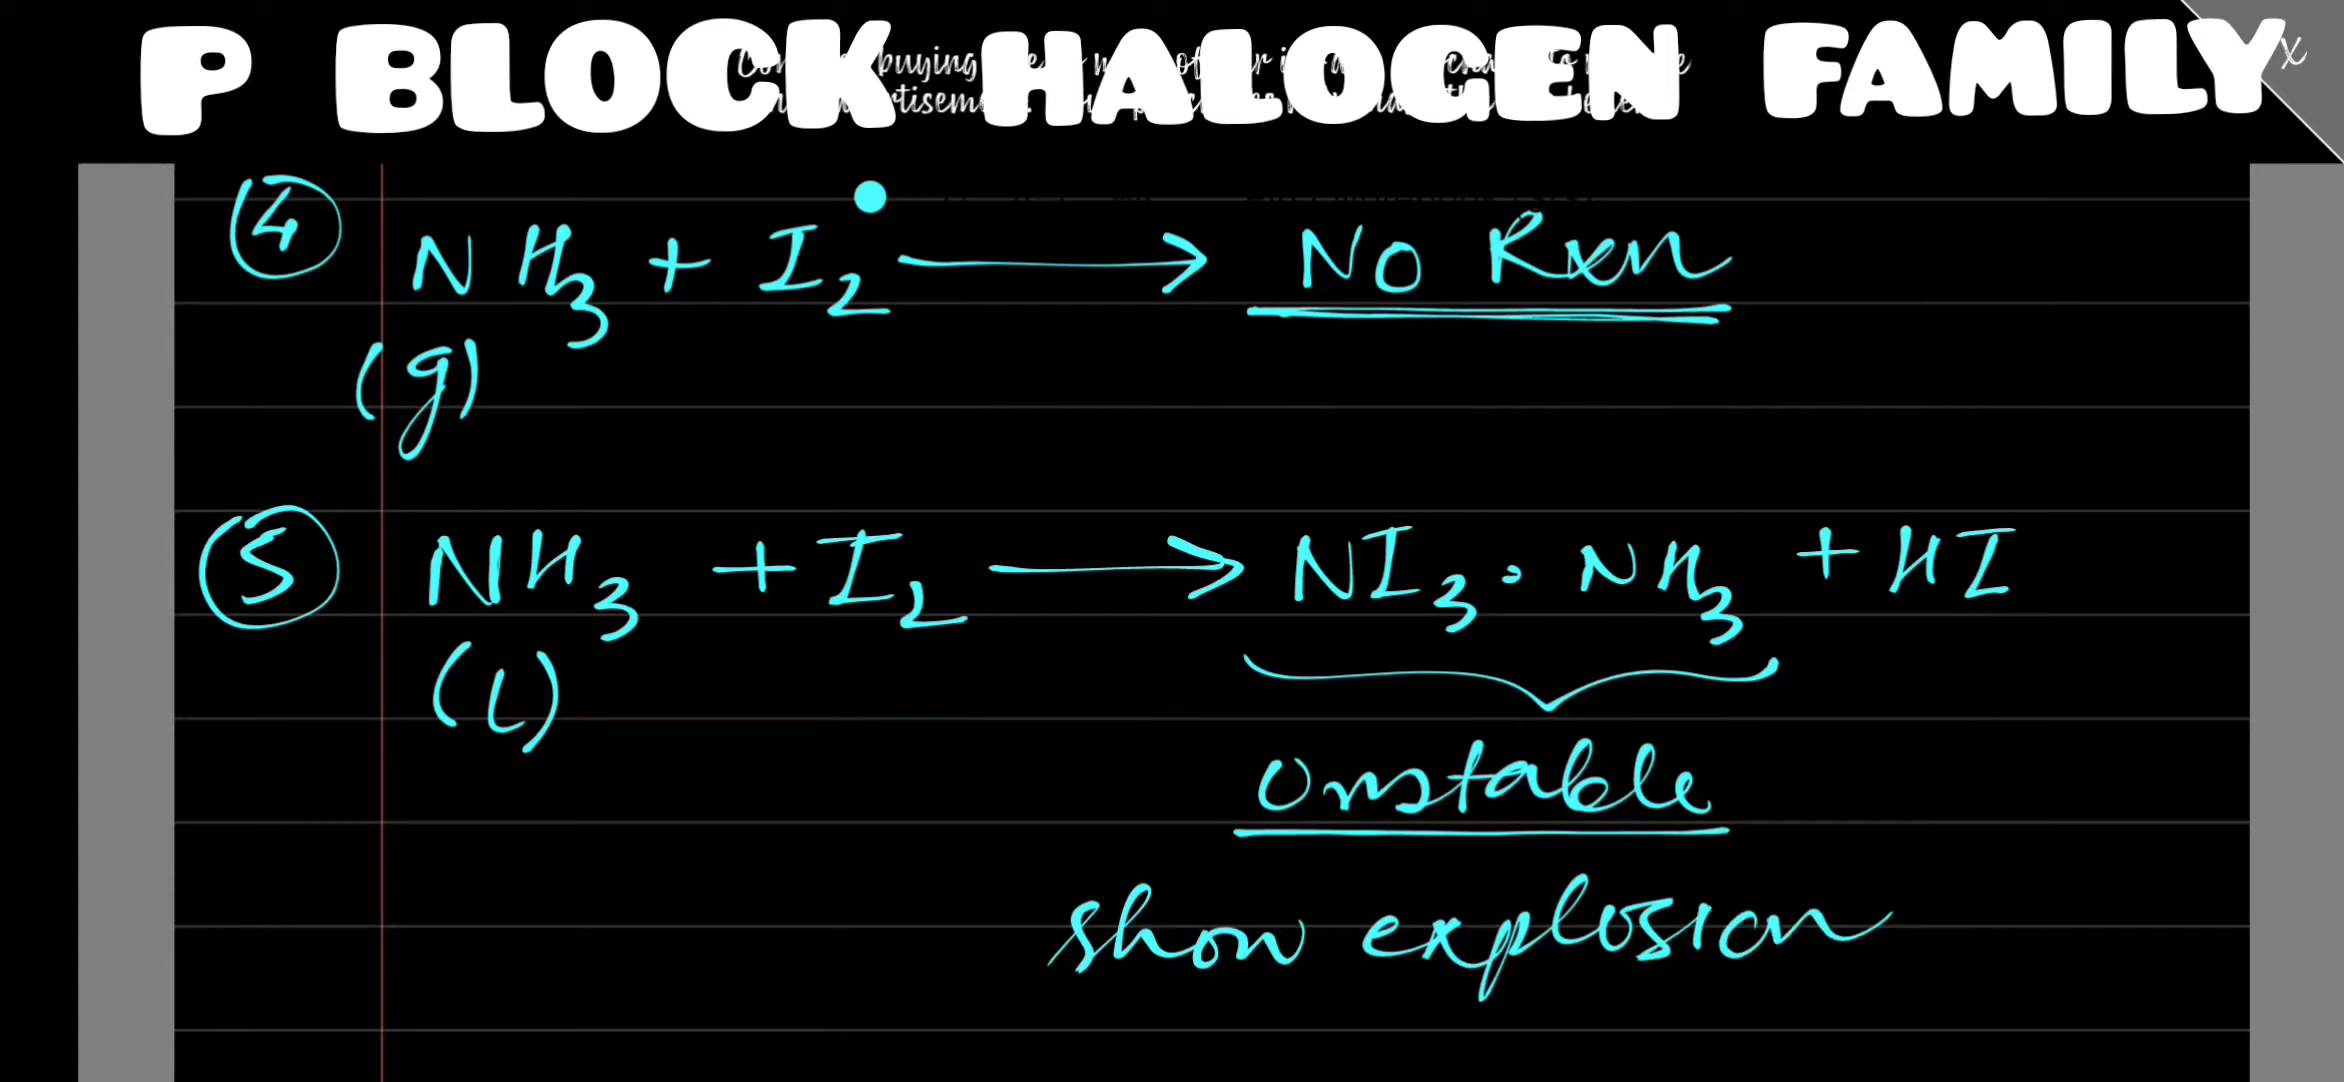 P BLOCK HALOGEN FAMILY
④ NH₃ + I₂ ⟶ No Rxn
(g)
⑤ NH₃ + I₂ ⟶ NI₃·NH₃ + HI
(l)
Unstable
show explosion